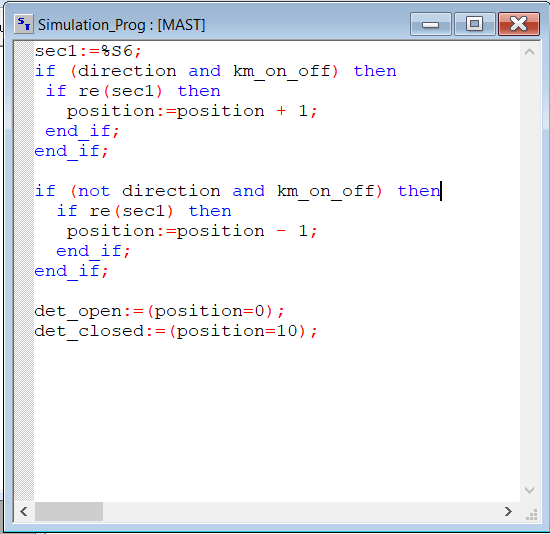 Simulation_Prog : [MAST]
sec1:=%S6;
if (direction and km_on_off) then
if re(sec1) then
position:=position + 1;
end_if;
end_if;
if (not direction and km_on_off) then
if re(sec1) then
position:=position - 1;
end_if;
end_if;
det_open:=(position=0);
det_closed:=(position=10);